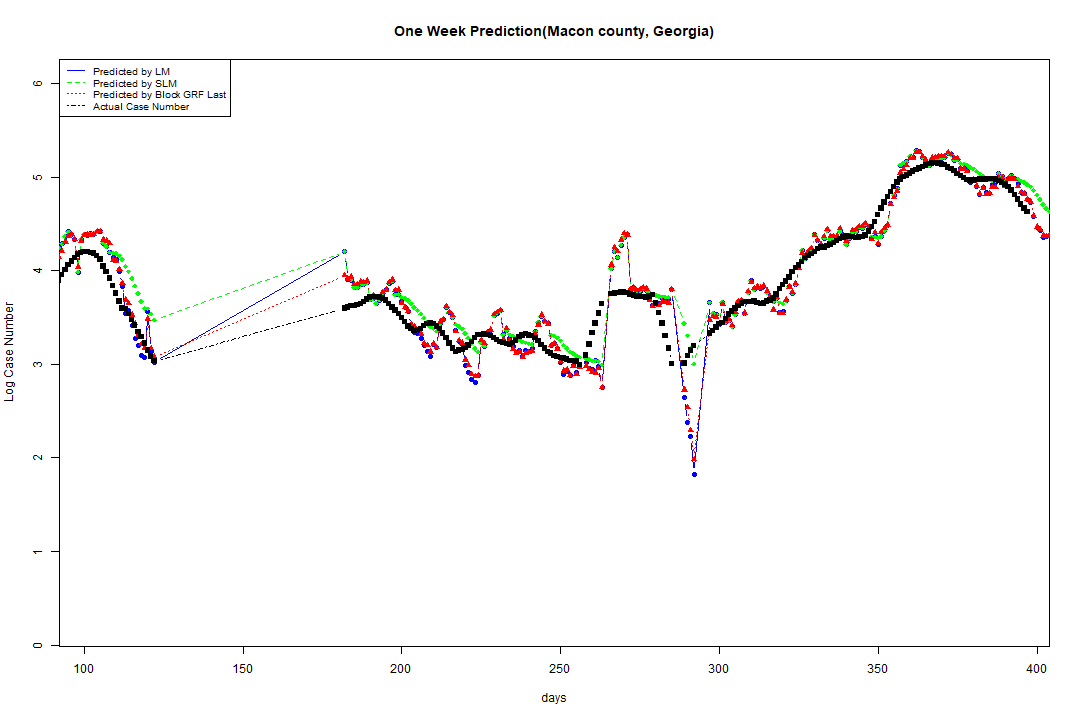 One Week Prediction(Macon county, Georgia)
Predicted by LM
Predicted by SLM
Predicted by Block GRF Last
Actual Case Number
6
5
4
3
2
1
0
Log Case Number
100 150 200 250 300 350 400
days